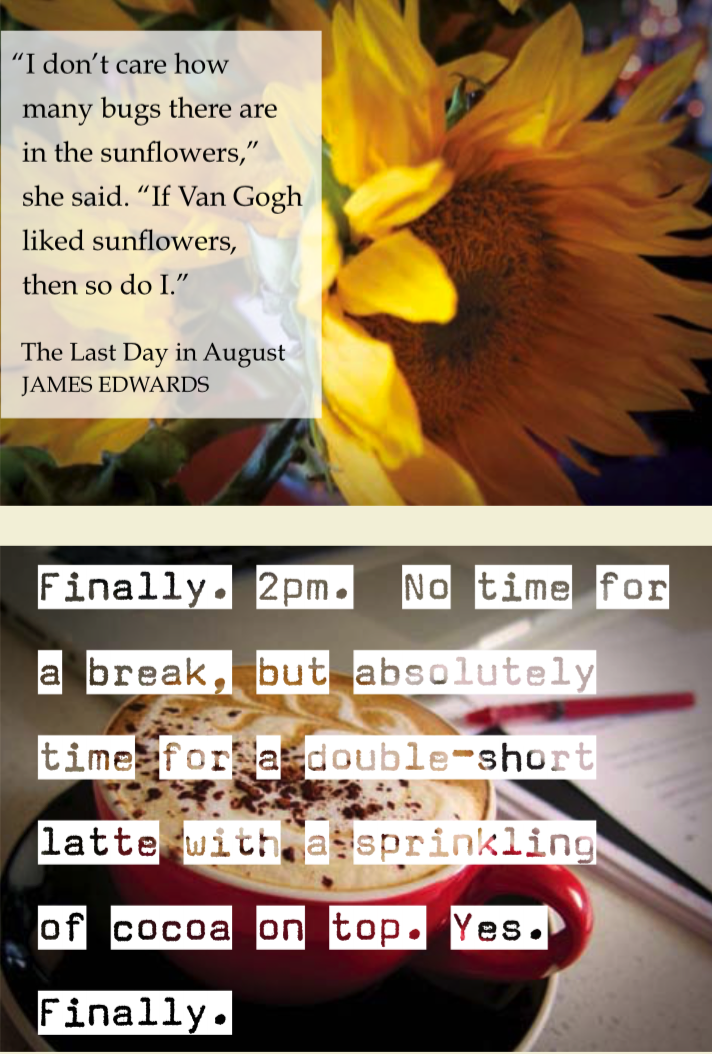 “I don’t care how
many bugs there are
in the sunflowers,”
she said. “If Van Gogh
liked sunflowers,
then so do I.”
The Last Day in August
JAMES EDWARDS
Finally. 2pm. No time for
a break, but absolutely
time for a double-short
latte with a sprinkling
of cocoa on top. Yes.
Finally.